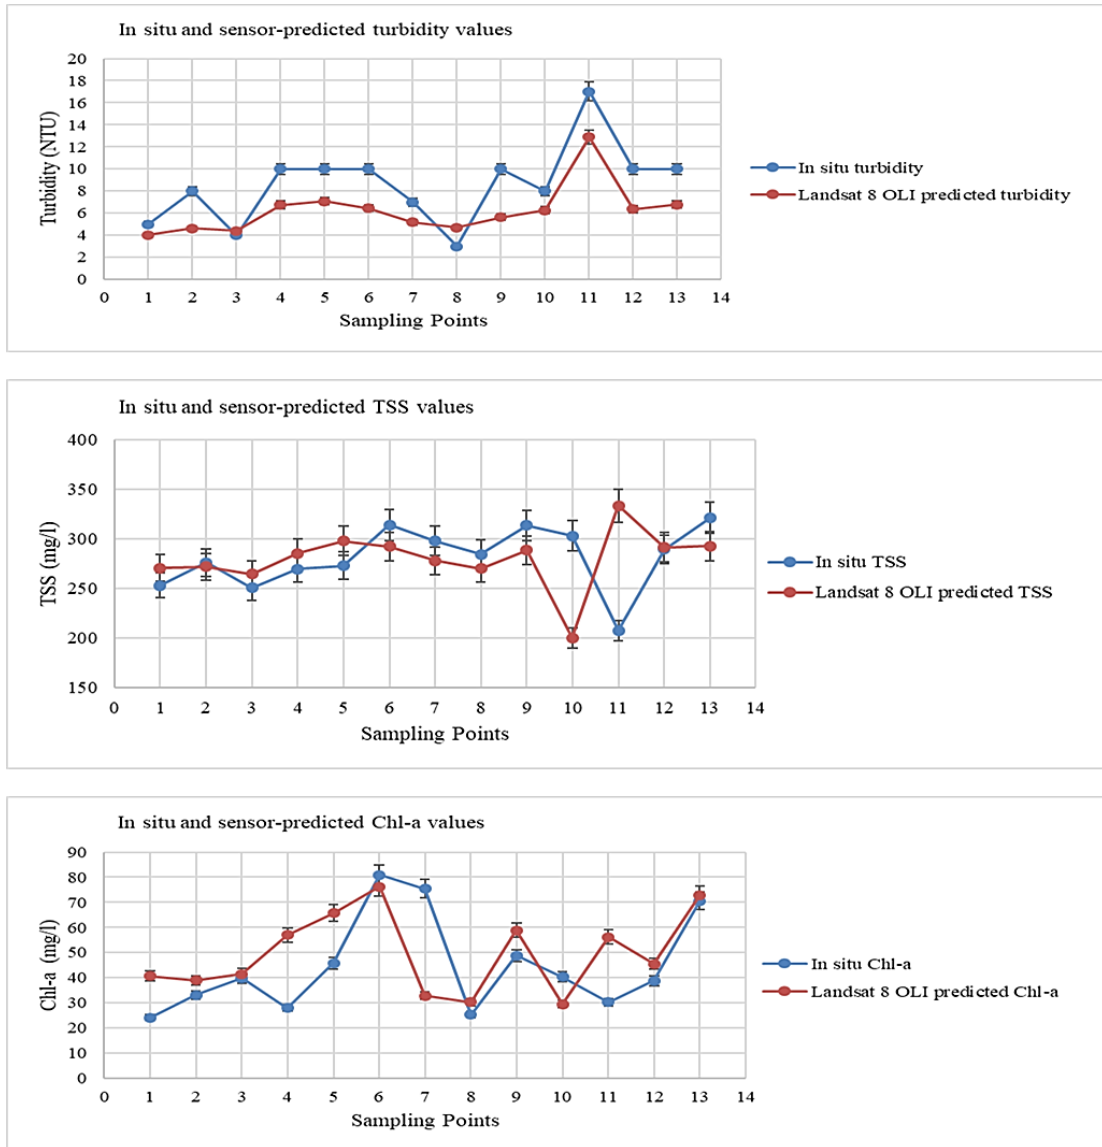 In situ and sensor-predicted turbidity values
20
18
16
14
12
10
8
6
4
2
0
Turbidity (NTU)
0 1 2 3 4 5 6 7 8 9 10 11 12 13 14
Sampling Points
In situ turbidity
Landsat 8 OLI predicted turbidity
In situ and sensor-predicted TSS values
400
350
300
250
200
150
TSS (mg/l)
0 1 2 3 4 5 6 7 8 9 10 11 12 13 14
Sampling Points
In situ TSS
Landsat 8 OLI predicted TSS
In situ and sensor-predicted Chl-a values
90
80
70
60
50
40
30
20
10
0
Chl-a (mg/l)
0 1 2 3 4 5 6 7 8 9 10 11 12 13 14
Sampling Points
In situ Chl-a
Landsat 8 OLI predicted Chl-a